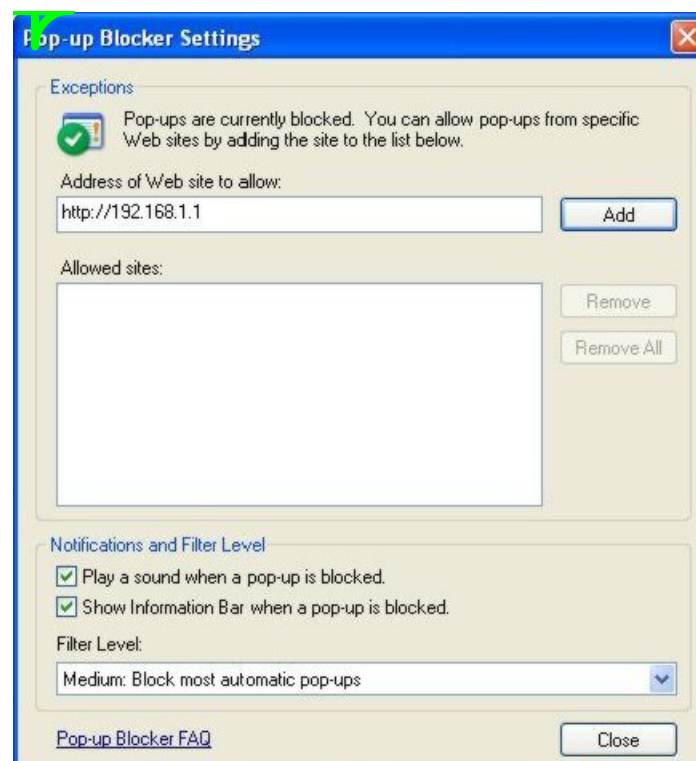 Pop-up Blocker Settings
Exceptions
Pop-ups are currently blocked. You can allow pop-ups from specific
Web sites by adding the site to the list below.
Address of Web site to allow:
http://192.168.1.1
Add
Allowed sites:
Remove
Remove All
Notifications and Filter Level
Play a sound when a pop-up is blocked.
Show Information Bar when a pop-up is blocked.
Filter Level:
Medium: Block most automatic pop-ups
Pop-up Blocker FAQ
Close